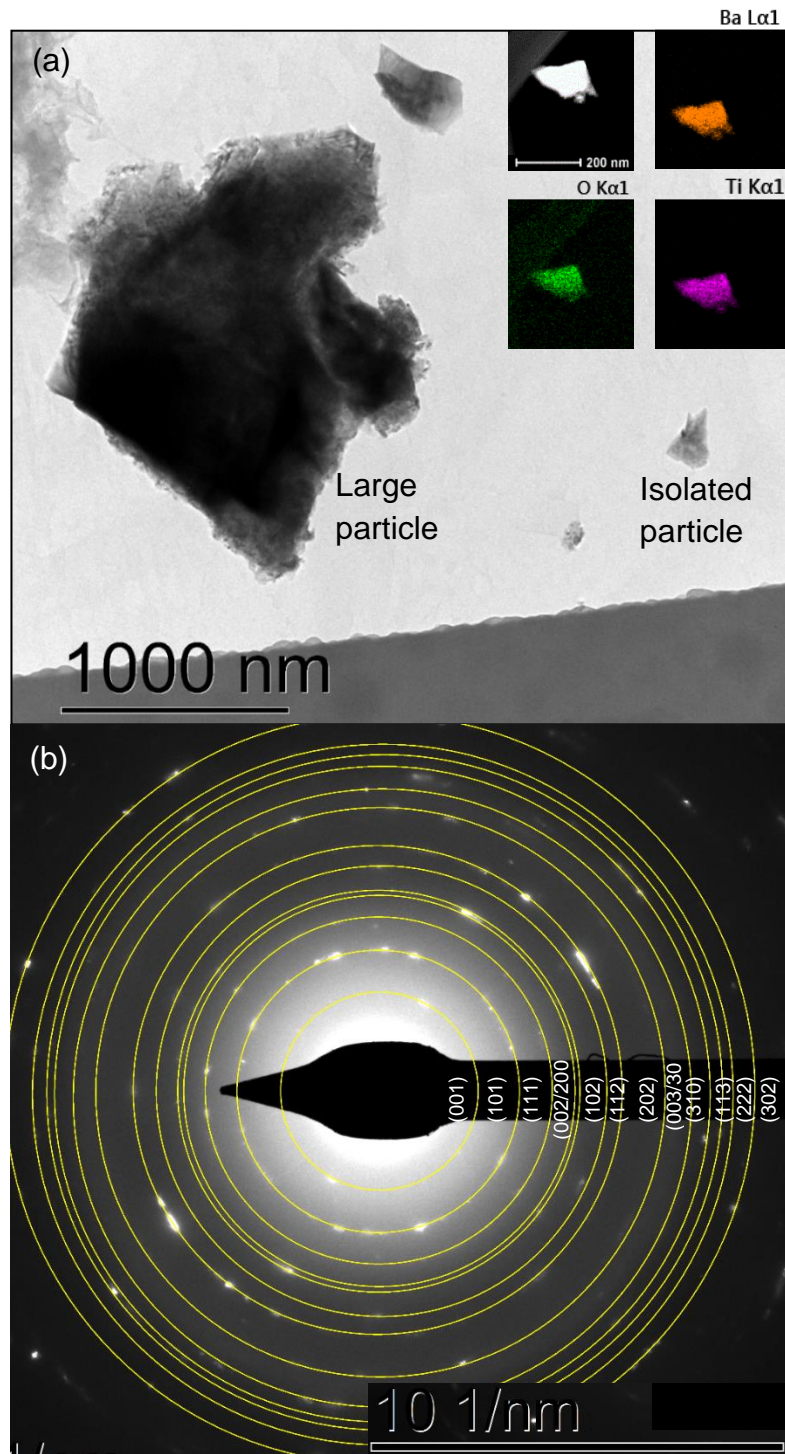 Ba Lα1
(a)
200 nm
O Kα1
Ti Kα1
Large
particle
Isolated
particle
1000 nm
(b)
(001)
(101)
(111)
(002/200
(102)
(112)
(202)
(003/30
(310)
(113)
(222)
(302)
10 1/nm